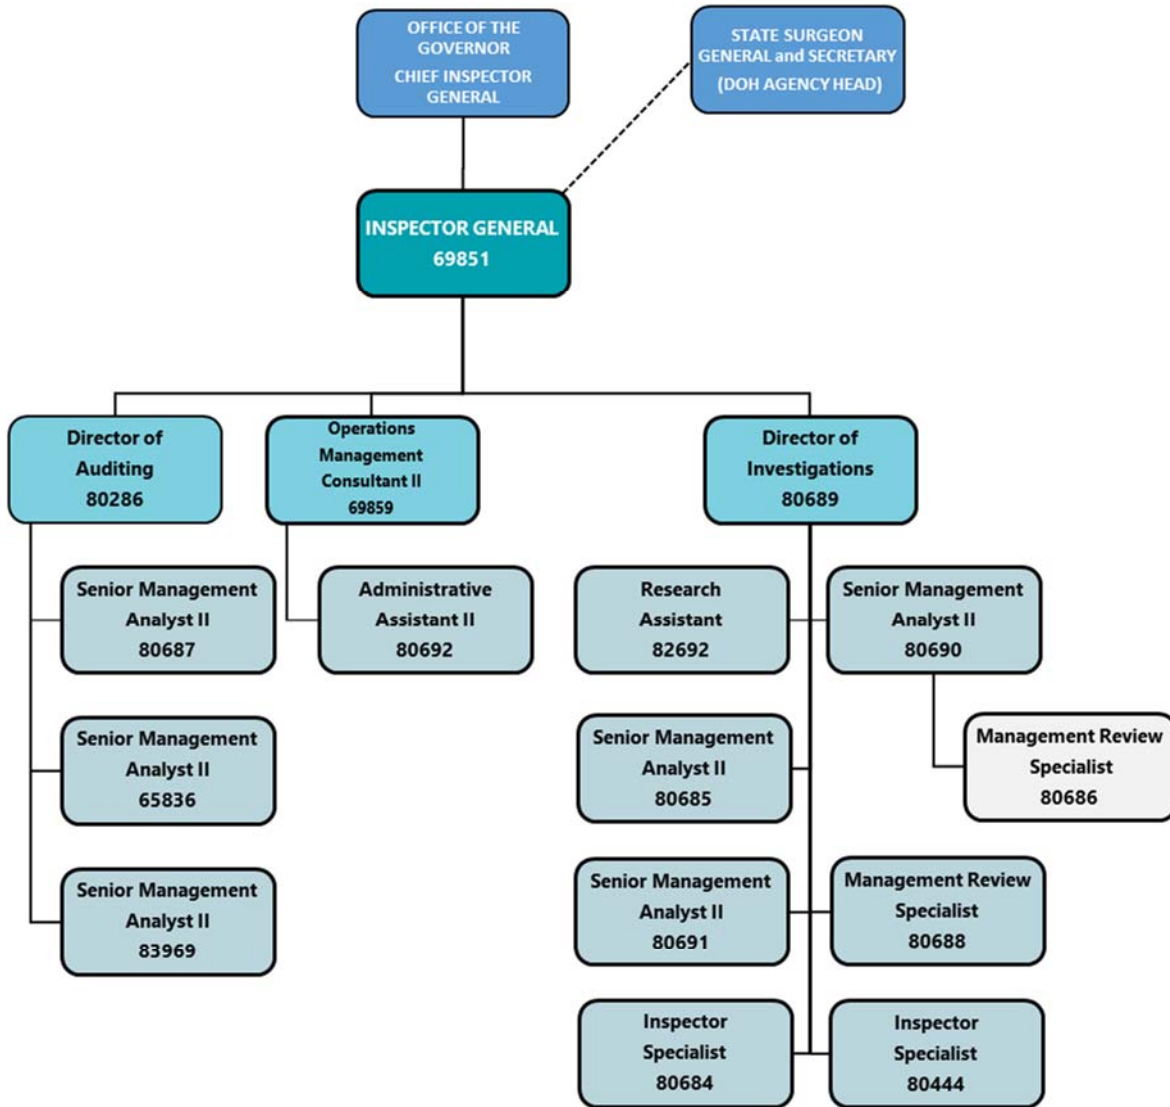 OFFICE OF THE
GOVERNOR
CHIEF INSPECTOR
GENERAL
STATE SURGEON
GENERAL and SECRETARY
(DOH AGENCY HEAD)
INSPECTOR GENERAL
69851
Director of
Auditing
80286
Operations
Management
Consultant II
69859
Director of
Investigations
80689
Senior Management
Analyst II
80687
Administrative
Assistant II
80692
Research
Assistant
82692
Senior Management
Analyst II
80690
Senior Management
Analyst II
65836
Senior Management
Analyst II
80685
Management Review
Specialist
80686
Senior Management
Analyst II
83969
Senior Management
Analyst II
80691
Management Review
Specialist
80688
Inspector
Specialist
80684
Inspector
Specialist
80444